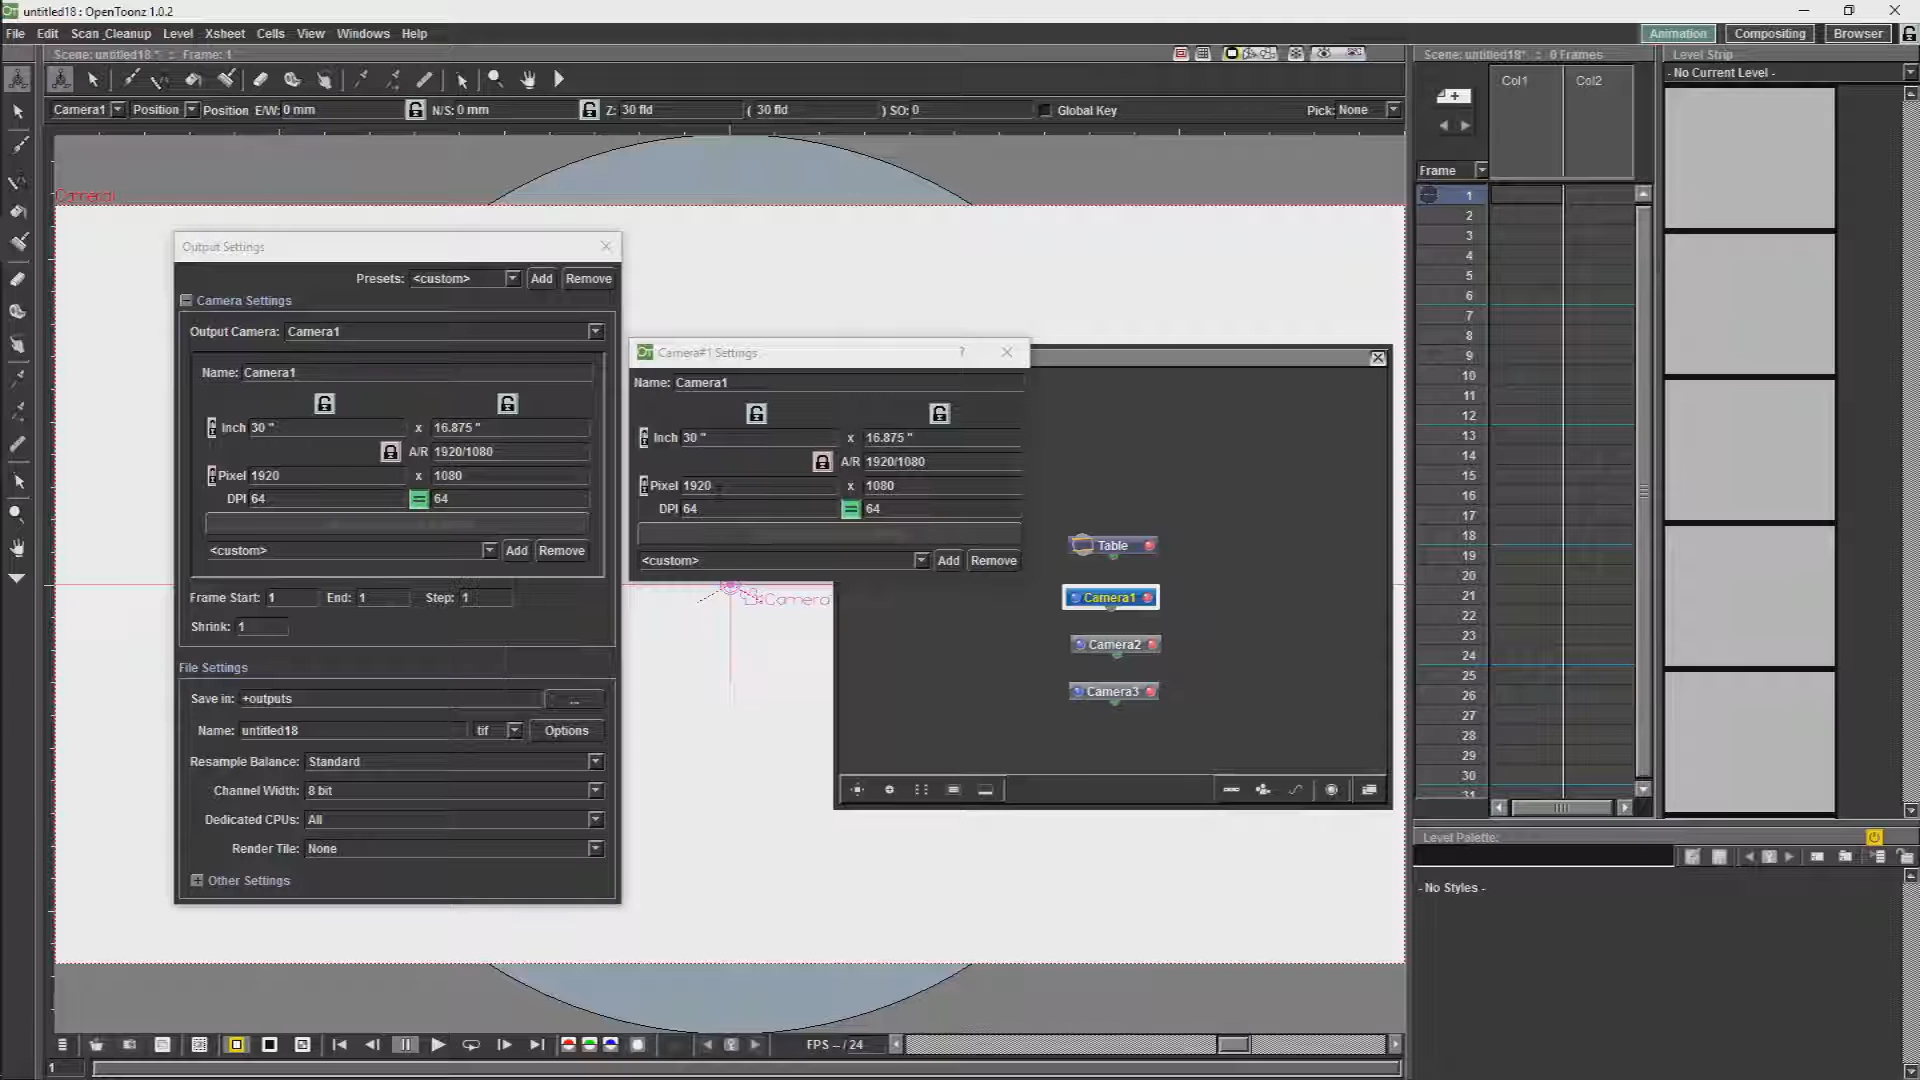 untitled18 : OpenToonz 1.0.2
File Edit Scan_Cleanup Level Xsheet Cells View Windows Help
Animation Compositing Browser
Scene: untitled18 * :: Frame: 1
Scene: untitled18* :: 0 Frames
Level Strip
Camera1 Position Position E/W: 0 mm N/S: 0 mm Z: 30 fld ( 30 fld ) SO: 0 Global Key Pick: None
Col1 Col2
- No Current Level -
Frame
1
2
3
4
5
6
7
8
9
10
11
12
13
14
15
16
17
18
19
20
21
22
23
24
25
26
27
28
29
30
31
Camera1
Output Settings
Presets: <custom> Add Remove
Camera Settings
Output Camera: Camera1
Name: Camera1
Inch 30 " x 16.875 "
A/R 1920/1080
Pixel 1920 x 1080
DPI 64 = 64
<custom> Add Remove
Frame Start: 1 End: 1 Step: 1
Shrink: 1
File Settings
Save in: +outputs ...
Name: untitled18 tif Options
Resample Balance: Standard
Channel Width: 8 bit
Dedicated CPUs: All
Render Tile: None
Other Settings
Camera#1 Settings ?
Name: Camera1
Inch 30 " x 16.875 "
A/R 1920/1080
Pixel 1920 x 1080
DPI 64 = 64
<custom> Add Remove
Camera
Table
Camera1
Camera2
Camera3
Level Palette:
- No Styles -
FPS -- / 24
1